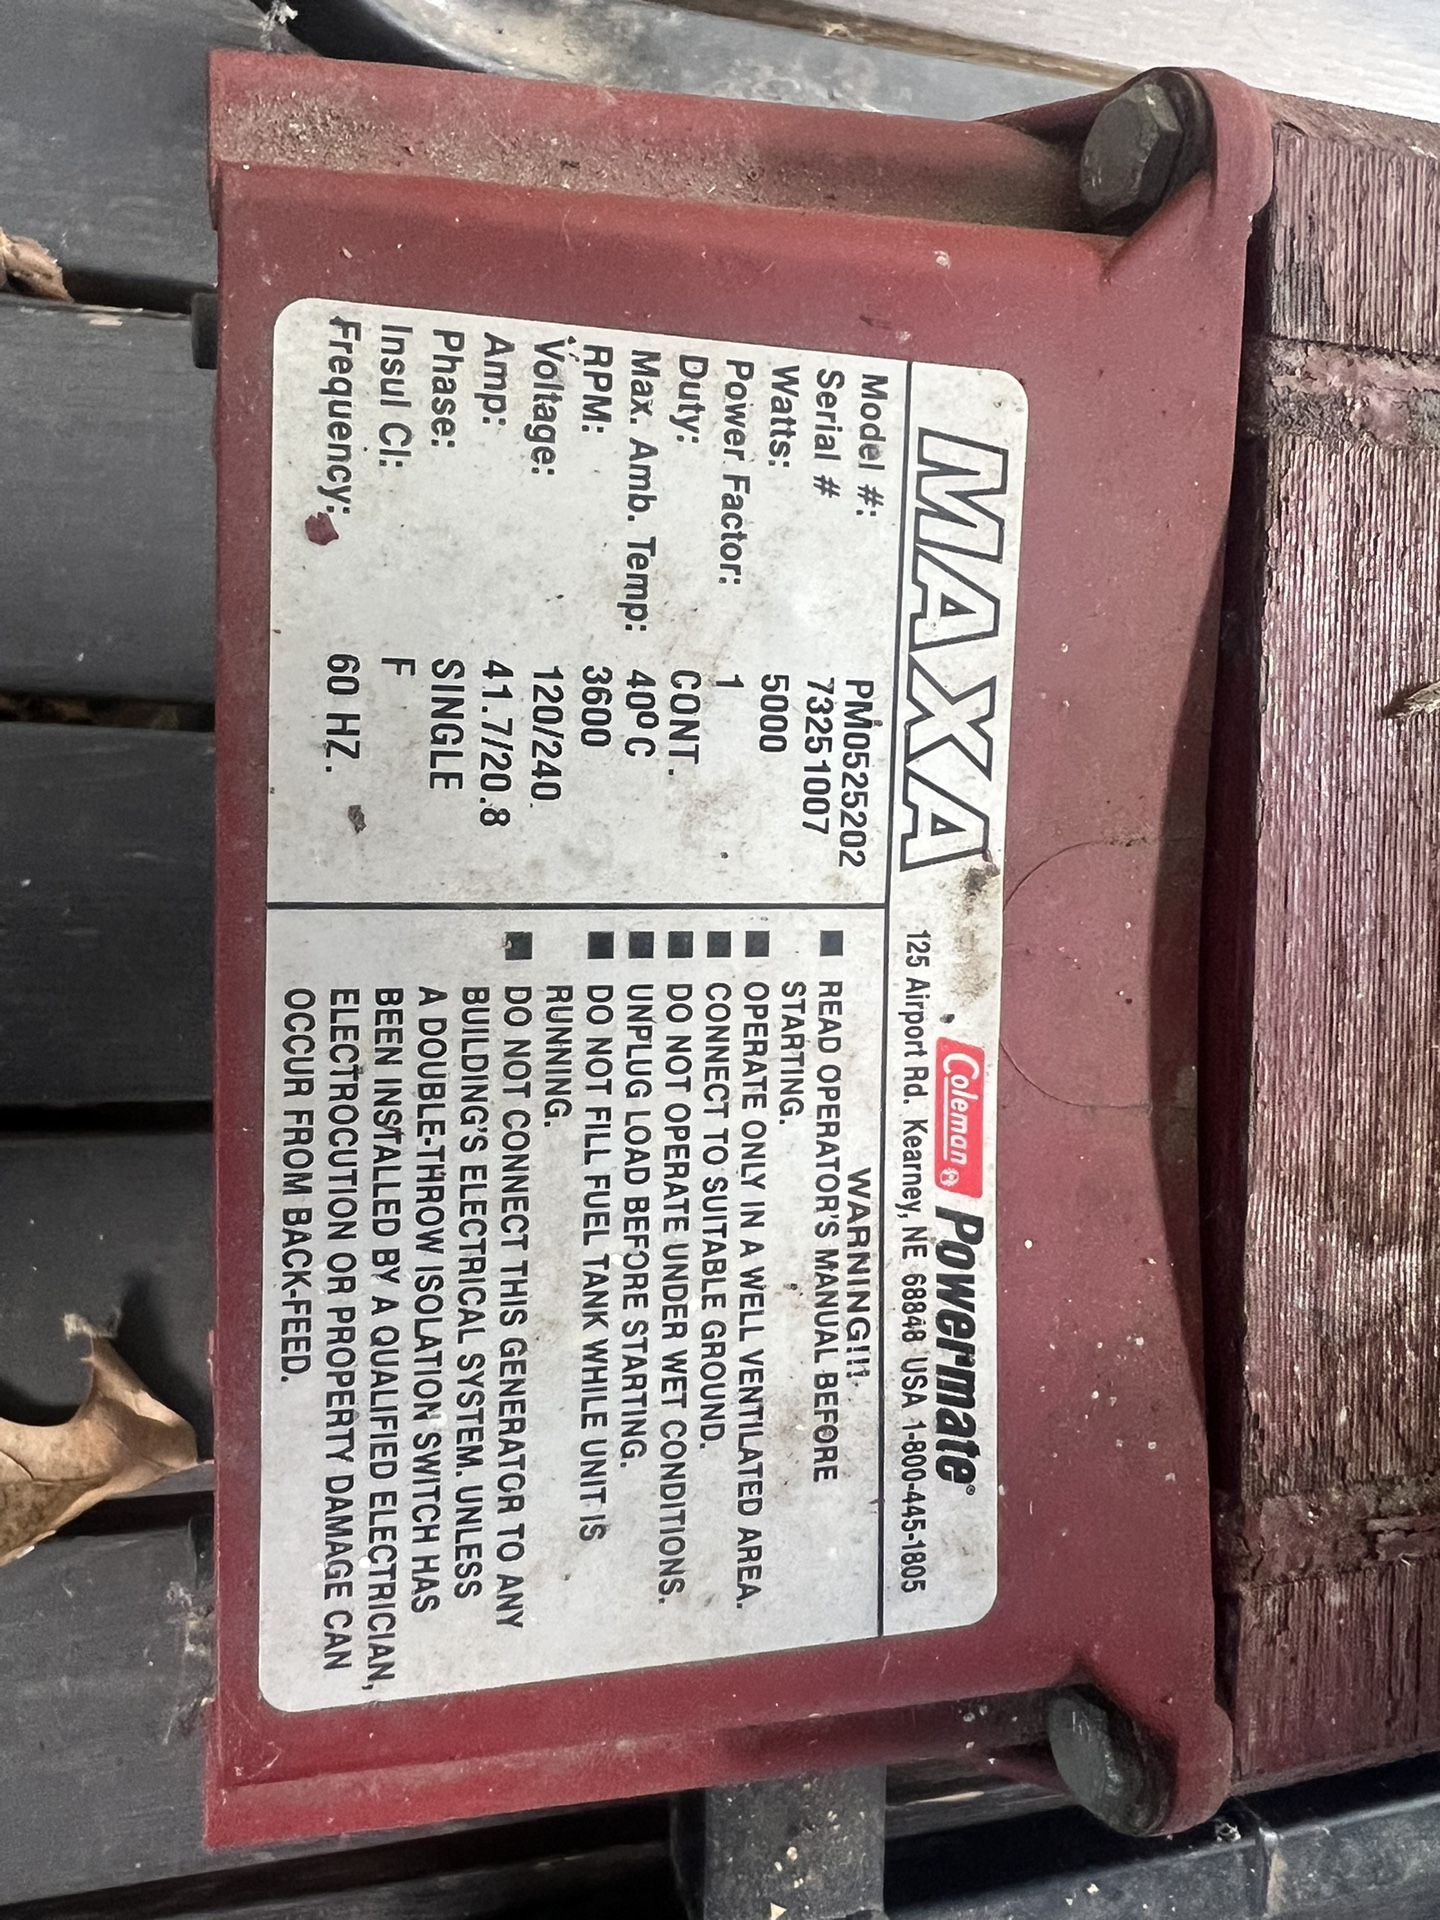 MAXA
Coleman Powermate®
125 Airport Rd. Kearney, NE 68848 USA 1-800-445-1805
Model #: PM0525202
Serial # 73251007
Watts: 5000
Power Factor: 1
Duty: CONT.
Max. Amb. Temp: 40º C
RPM: 3600
Voltage: 120/240
Amp: 41.7/20.8
Phase: SINGLE
Insul Cl: F
Frequency: 60 HZ.
WARNING!!!
■ READ OPERATOR'S MANUAL BEFORE
STARTING.
■ OPERATE ONLY IN A WELL VENTILATED AREA.
■ CONNECT TO SUITABLE GROUND.
■ DO NOT OPERATE UNDER WET CONDITIONS.
■ UNPLUG LOAD BEFORE STARTING.
■ DO NOT FILL FUEL TANK WHILE UNIT IS
RUNNING.
■ DO NOT CONNECT THIS GENERATOR TO ANY
BUILDING'S ELECTRICAL SYSTEM. UNLESS
A DOUBLE-THROW ISOLATION SWITCH HAS
BEEN INSTALLED BY A QUALIFIED ELECTRICIAN,
ELECTROCUTION OR PROPERTY DAMAGE CAN
OCCUR FROM BACK-FEED.